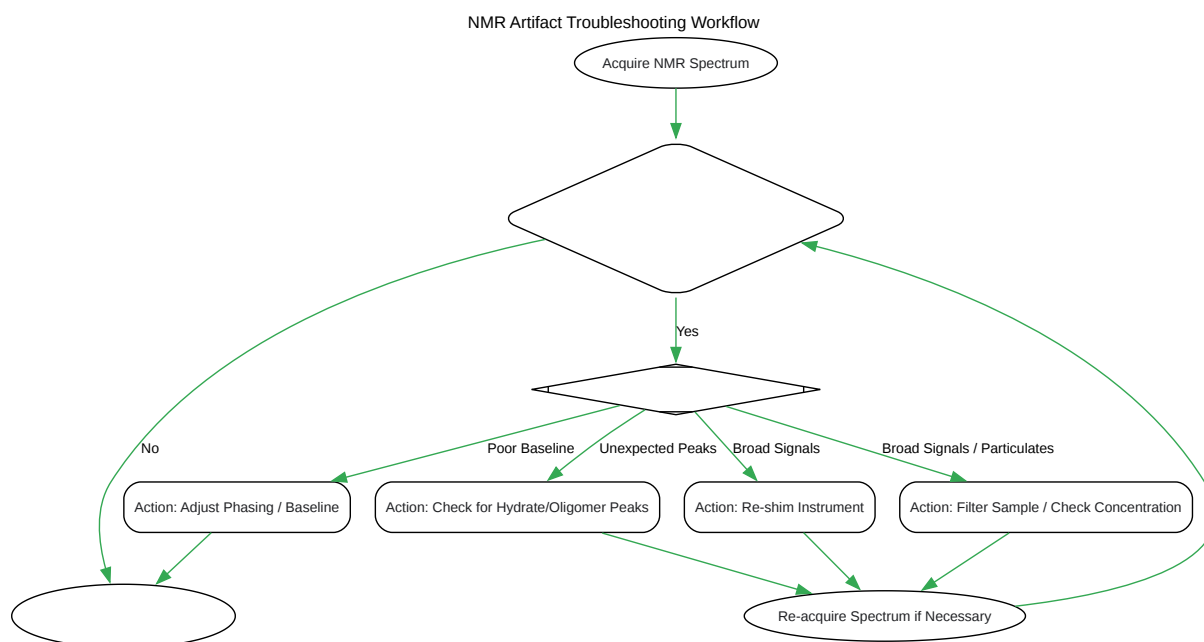 NMR Artifact Troubleshooting Workflow
Acquire NMR Spectrum
Yes
No
Poor Baseline
Unexpected Peaks
Broad Signals
Broad Signals / Particulates
Action: Adjust Phasing / Baseline
Action: Check for Hydrate/Oligomer Peaks
Action: Re-shim Instrument
Action: Filter Sample / Check Concentration
Re-acquire Spectrum if Necessary